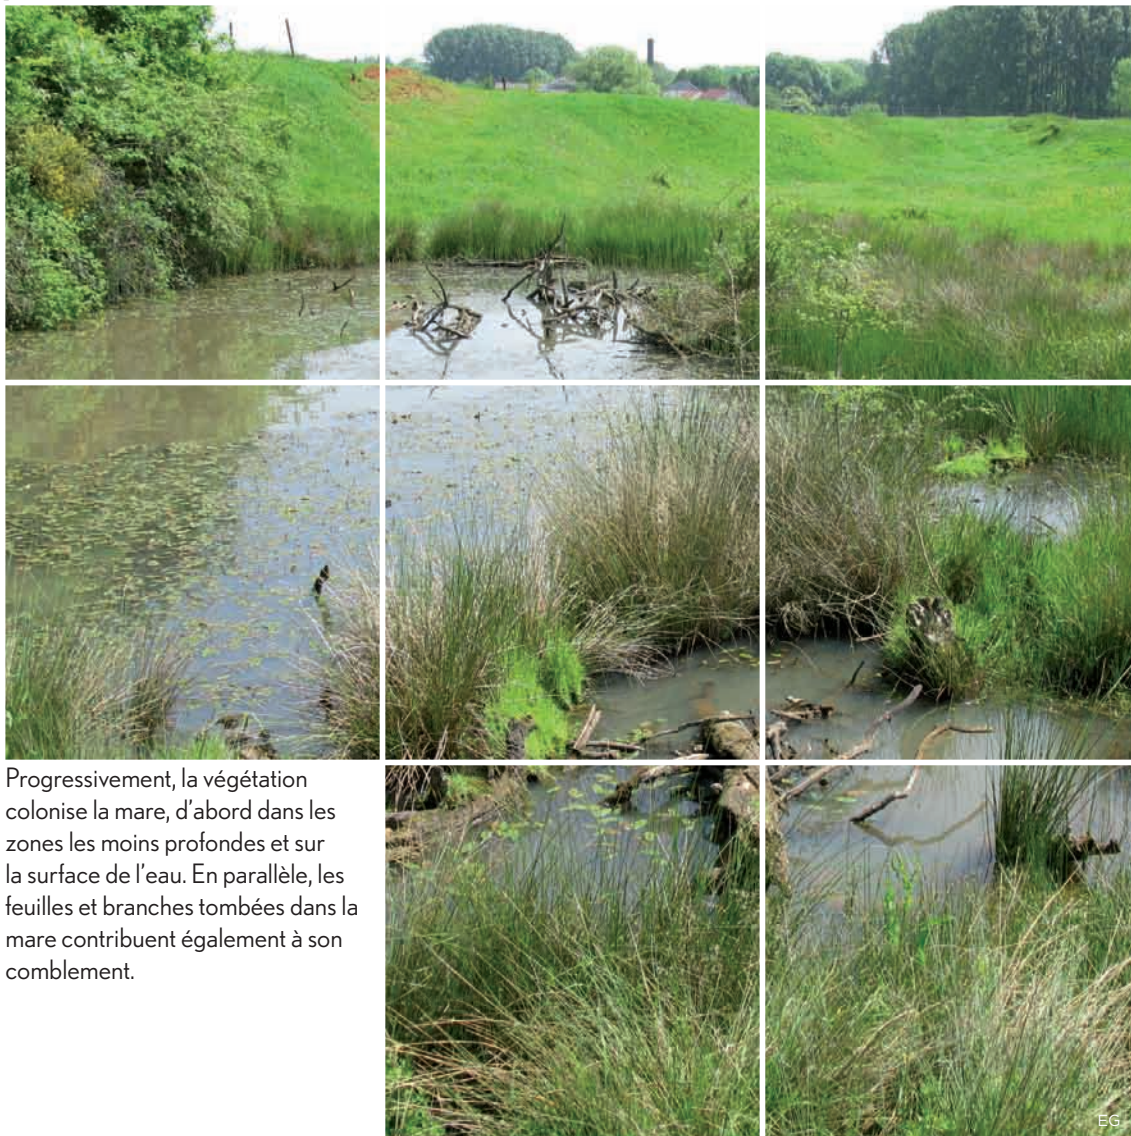 Progressivement, la végétation
colonise la mare, d'abord dans les
zones les moins profondes et sur
la surface de l'eau. En parallèle, les
feuilles et branches tombées dans la
mare contribuent également à son
comblement.
EG